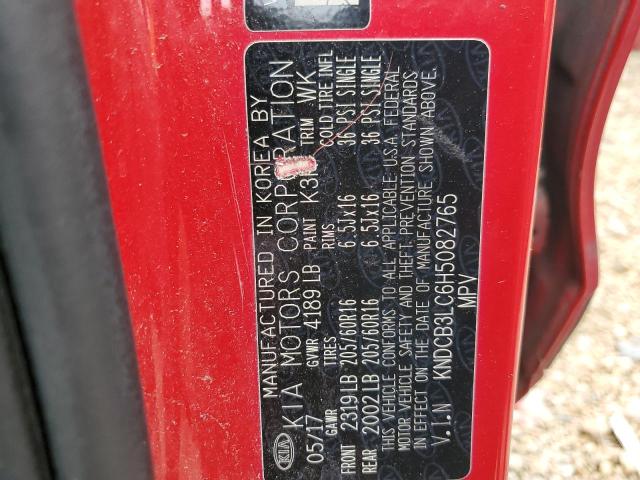 MANUFACTURED IN KOREA BY
KIA KIA MOTORS CORPORATION
05/17 GVWR 4189 LB PAINT TRIM WK
GAWR TIRES RIMS COLD TIRE INFL
FRONT 2319 LB 205/60R16 6.5Jx16 36 PSI SINGLE
REAR 2002 LB 205/60R16 6.5Jx16 36 PSI SINGLE
THIS VEHICLE CONFORMS TO ALL APPLICABLE U.S.A FEDERAL
MOTOR VEHICLE SAFETY AND THEFT PREVENTION STANDARDS
IN EFFECT ON THE DATE OF MANUFACTURE SHOWN ABOVE.
V.I.N KNDCB3LC6H5082765
MPV